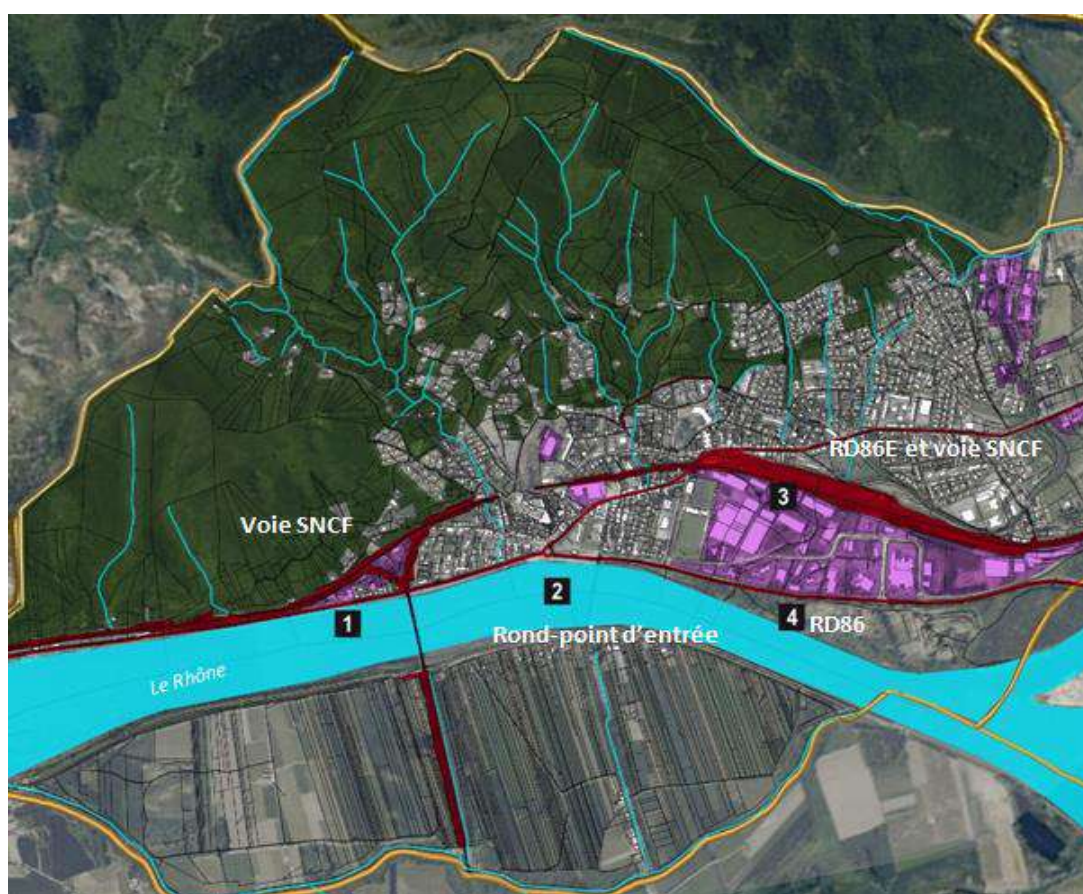 RD86E et voie SNCF
3
Voie SNCF
1
2
4 RD86
Rond-point d'entrée
Le Rhône